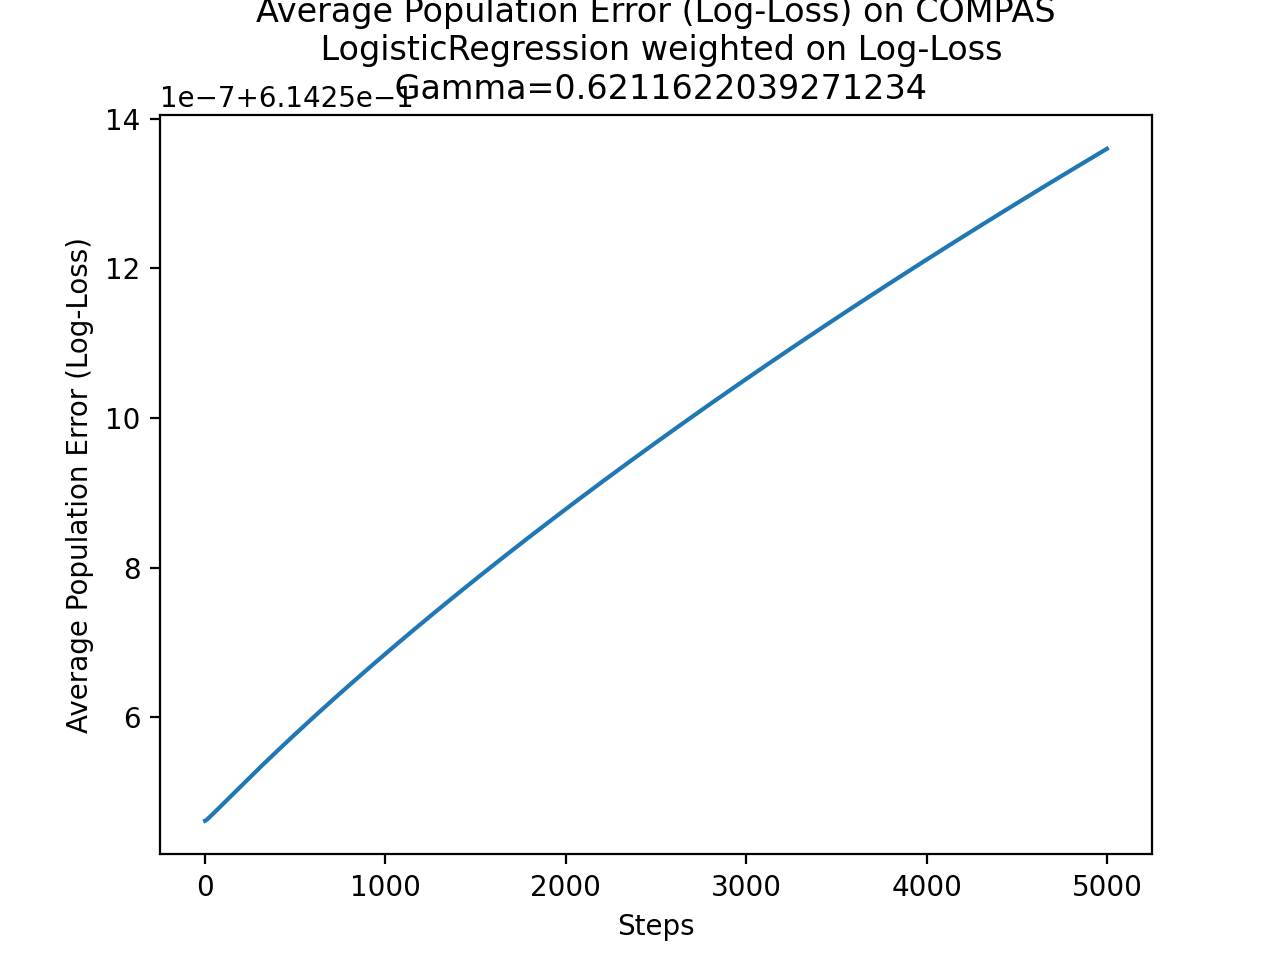 Average Population Error (Log-Loss) on COMPAS
LogisticRegression weighted on Log-Loss
Gamma=0.6211622039271234
1e−7+6.1425e−1
14
12
10
8
6
Average Population Error (Log-Loss)
0 1000 2000 3000 4000 5000
Steps